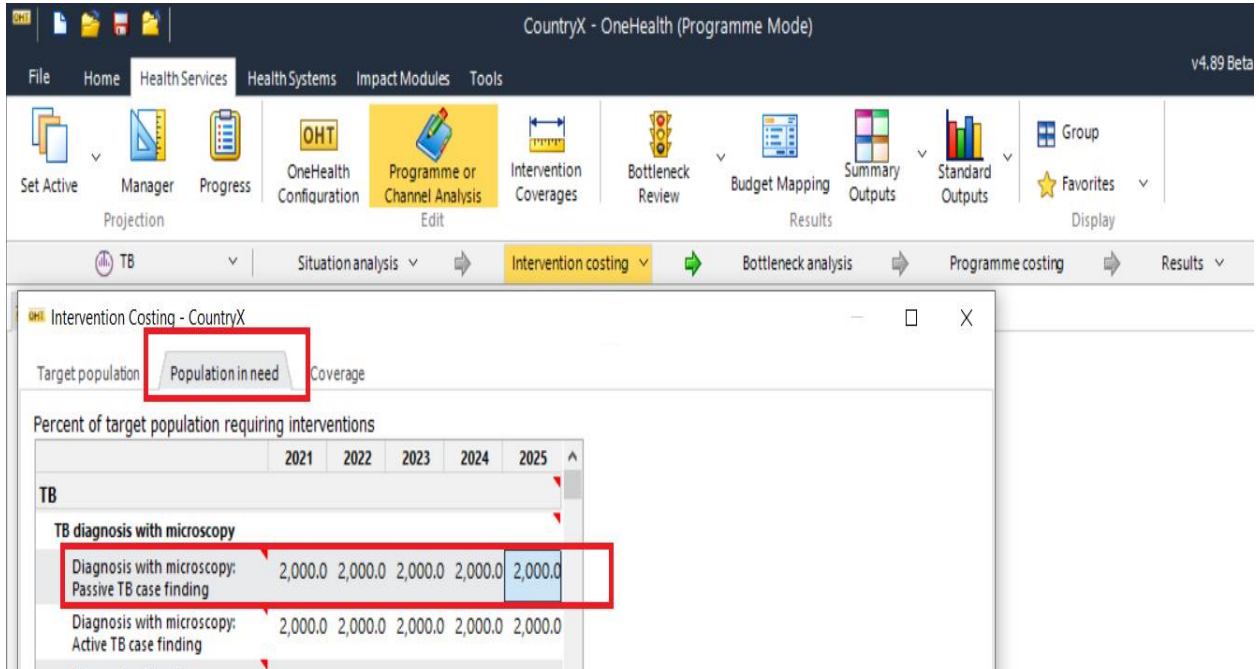 OHT
CountryX - OneHealth (Programme Mode)
v4.89 Beta
File Home Health Services Health Systems Impact Modules Tools
Set Active Manager Progress
Projection
OHT
OneHealth
Configuration
Programme or
Channel Analysis
Intervention
Coverages
Edit
Bottleneck
Review
Budget Mapping
Summary
Outputs
Standard
Outputs
Results
Group
Favorites
Display
TB Situation analysis Intervention costing Bottleneck analysis Programme costing Results
OHT Intervention Costing - CountryX
Target population Population in need Coverage
Percent of target population requiring interventions
2021 2022 2023 2024 2025
TB
TB diagnosis with microscopy
Diagnosis with microscopy: 2,000.0 2,000.0 2,000.0 2,000.0 2,000.0
Passive TB case finding
Diagnosis with microscopy: 2,000.0 2,000.0 2,000.0 2,000.0 2,000.0
Active TB case finding